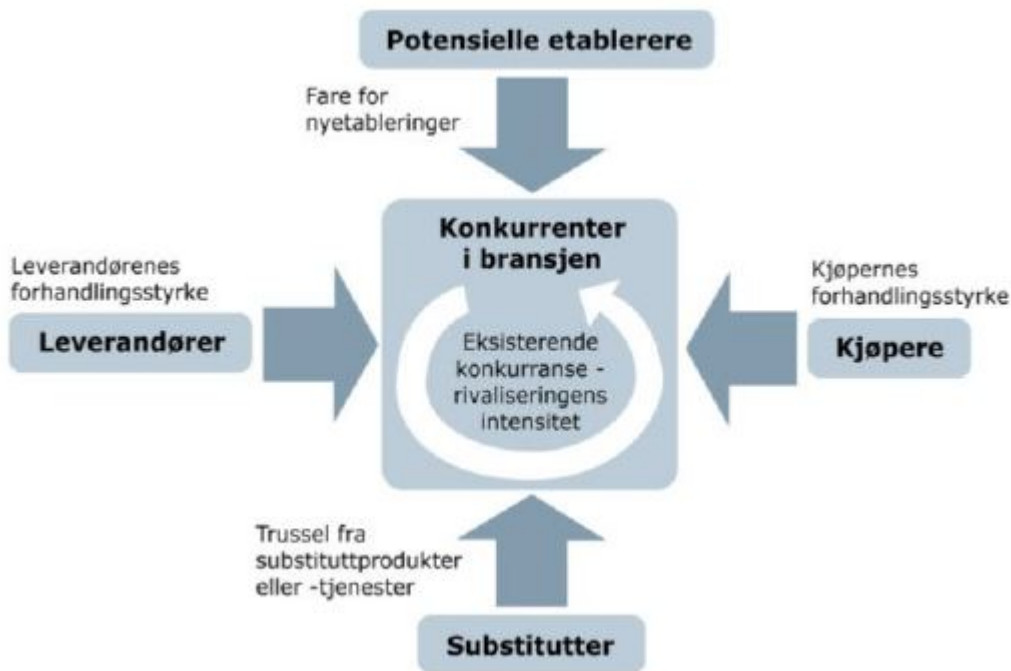 Potensielle etablerere
Fare for
nyetableringer
Konkurrenter
i bransjen
Leverandørenes
forhandlingsstyrke
Leverandører
Eksisterende
konkurranse -
rivaliseringens
intensitet
Kjøpernes
forhandlingsstyrke
Kjøpere
Trussel fra
substituttprodukter
eller -tjenester
Substitutter